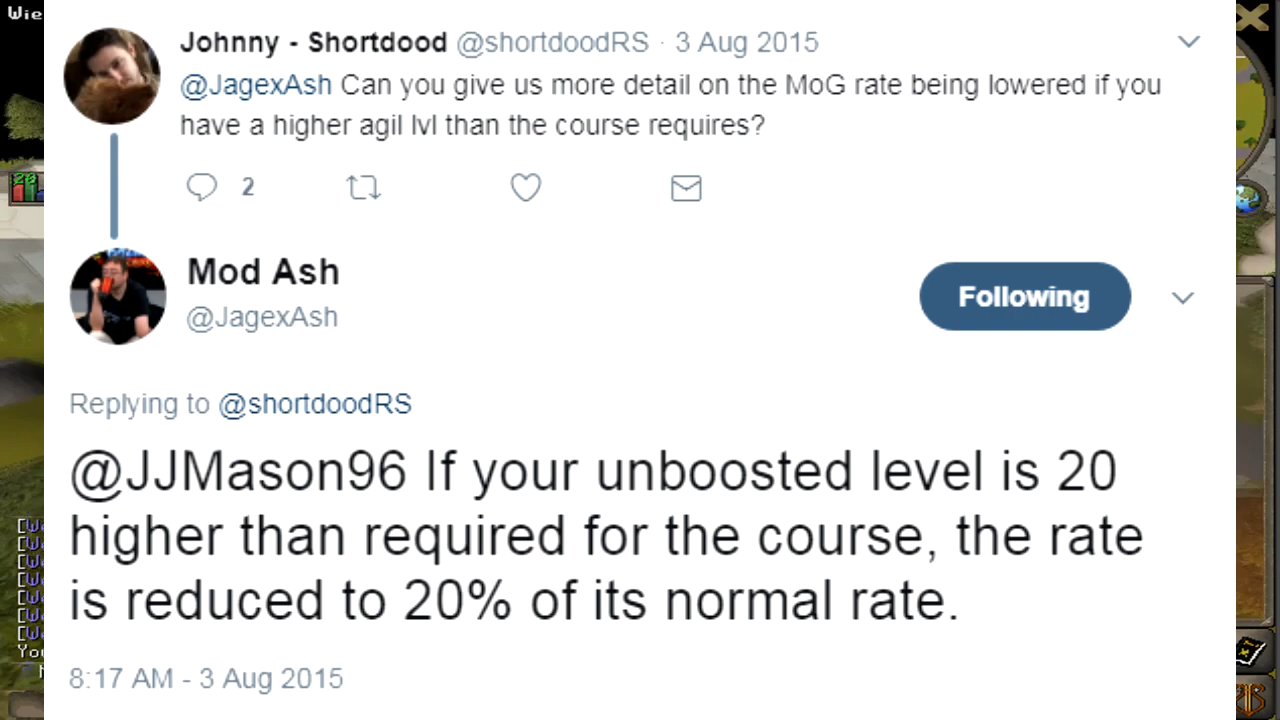 Wie
Johnny - Shortdood @shortdoodRS · 3 Aug 2015
@JagexAsh Can you give us more detail on the MoG rate being lowered if you
have a higher agil lvl than the course requires?
2
Mod Ash
@JagexAsh
Following
Replying to @shortdoodRS
@JJMason96 If your unboosted level is 20
higher than required for the course, the rate
is reduced to 20% of its normal rate.
8:17 AM - 3 Aug 2015